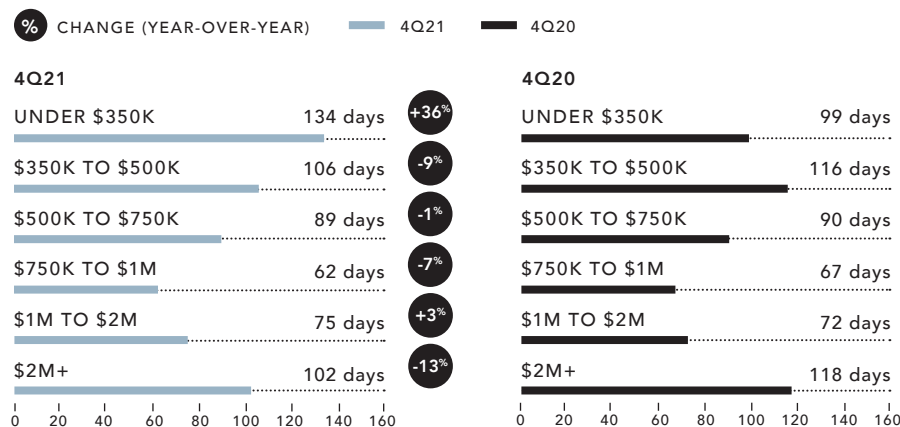 % CHANGE (YEAR-OVER-YEAR) 4Q21 4Q20
4Q21
UNDER $350K 134 days
$350K TO $500K 106 days
$500K TO $750K 89 days
$750K TO $1M 62 days
$1M TO $2M 75 days
$2M+ 102 days
0 20 40 60 80 100 120 140 160
+36%
-9%
-1%
-7%
+3%
-13%
4Q20
UNDER $350K 99 days
$350K TO $500K 116 days
$500K TO $750K 90 days
$750K TO $1M 67 days
$1M TO $2M 72 days
$2M+ 118 days
0 20 40 60 80 100 120 140 160